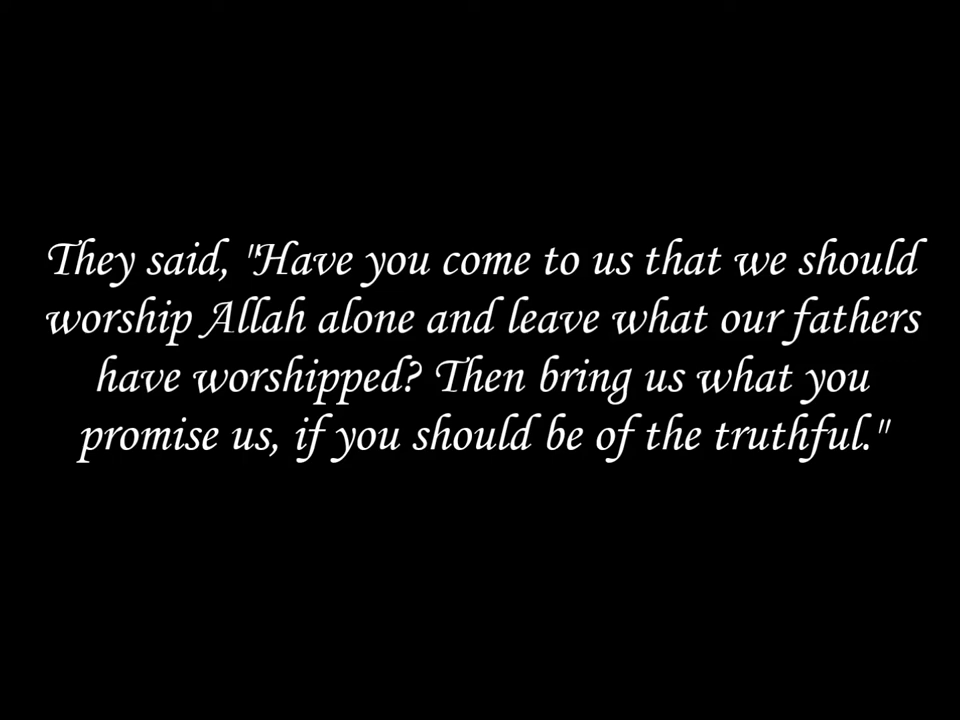 They said, "Have you come to us that we should
worship Allah alone and leave what our fathers
have worshipped? Then bring us what you
promise us, if you should be of the truthful."